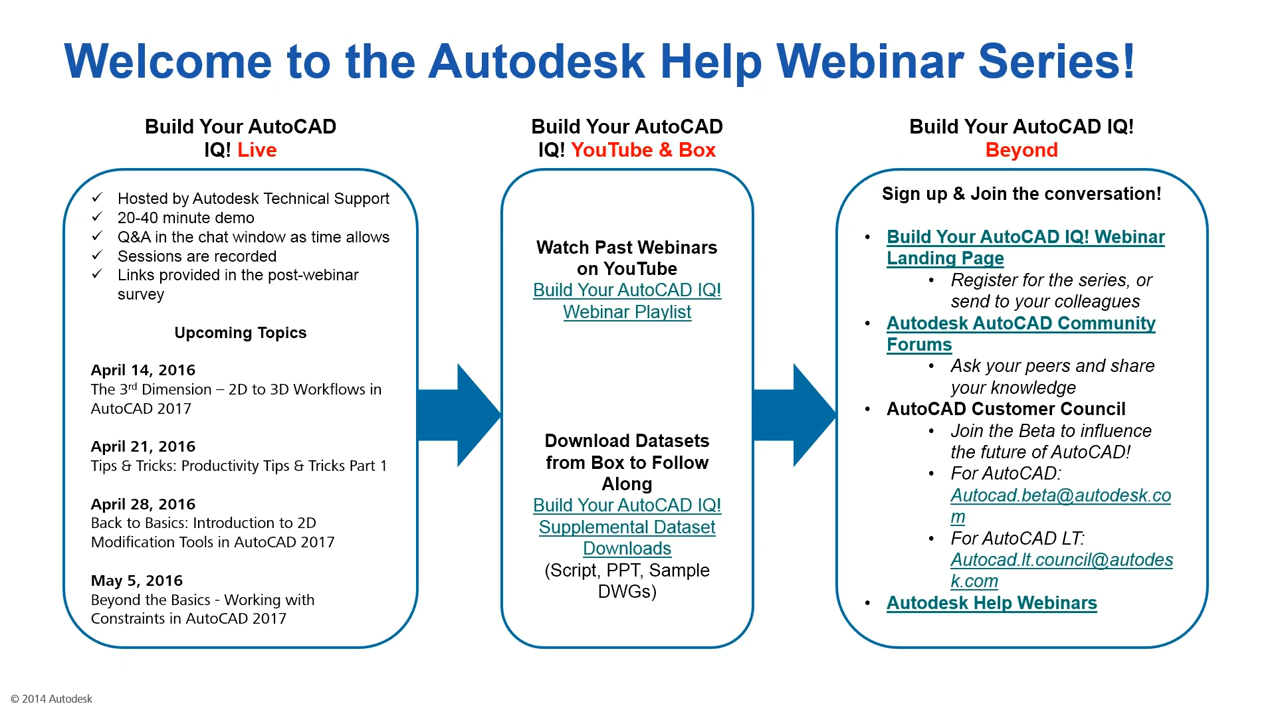 Welcome to the Autodesk Help Webinar Series!
Build Your AutoCAD
IQ! Live
✓ Hosted by Autodesk Technical Support
✓ 20-40 minute demo
✓ Q&A in the chat window as time allows
✓ Sessions are recorded
✓ Links provided in the post-webinar
survey
Upcoming Topics
April 14, 2016
The 3rd Dimension – 2D to 3D Workflows in
AutoCAD 2017
April 21, 2016
Tips & Tricks: Productivity Tips & Tricks Part 1
April 28, 2016
Back to Basics: Introduction to 2D
Modification Tools in AutoCAD 2017
May 5, 2016
Beyond the Basics - Working with
Constraints in AutoCAD 2017
Build Your AutoCAD
IQ! YouTube & Box
Watch Past Webinars
on YouTube
Build Your AutoCAD IQ!
Webinar Playlist
Download Datasets
from Box to Follow
Along
Build Your AutoCAD IQ!
Supplemental Dataset
Downloads
(Script, PPT, Sample
DWGs)
Build Your AutoCAD IQ!
Beyond
Sign up & Join the conversation!
• Build Your AutoCAD IQ! Webinar
Landing Page
• Register for the series, or
send to your colleagues
• Autodesk AutoCAD Community
Forums
• Ask your peers and share
your knowledge
• AutoCAD Customer Council
• Join the Beta to influence
the future of AutoCAD!
• For AutoCAD:
Autocad.beta@autodesk.co
m
• For AutoCAD LT:
Autocad.lt.council@autodes
k.com
• Autodesk Help Webinars
© 2014 Autodesk